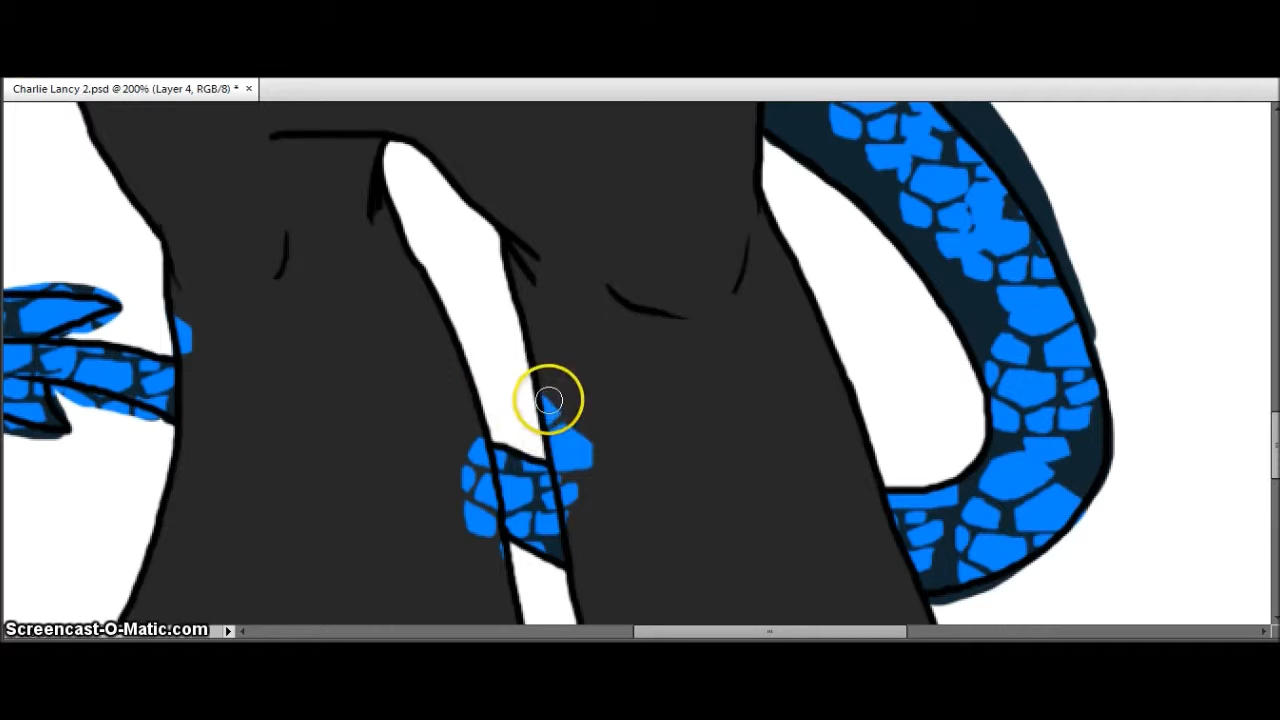 Charlie Lancy 2.psd @ 200% (Layer 4, RGB/8) * ×
Screencast-O-Matic.com